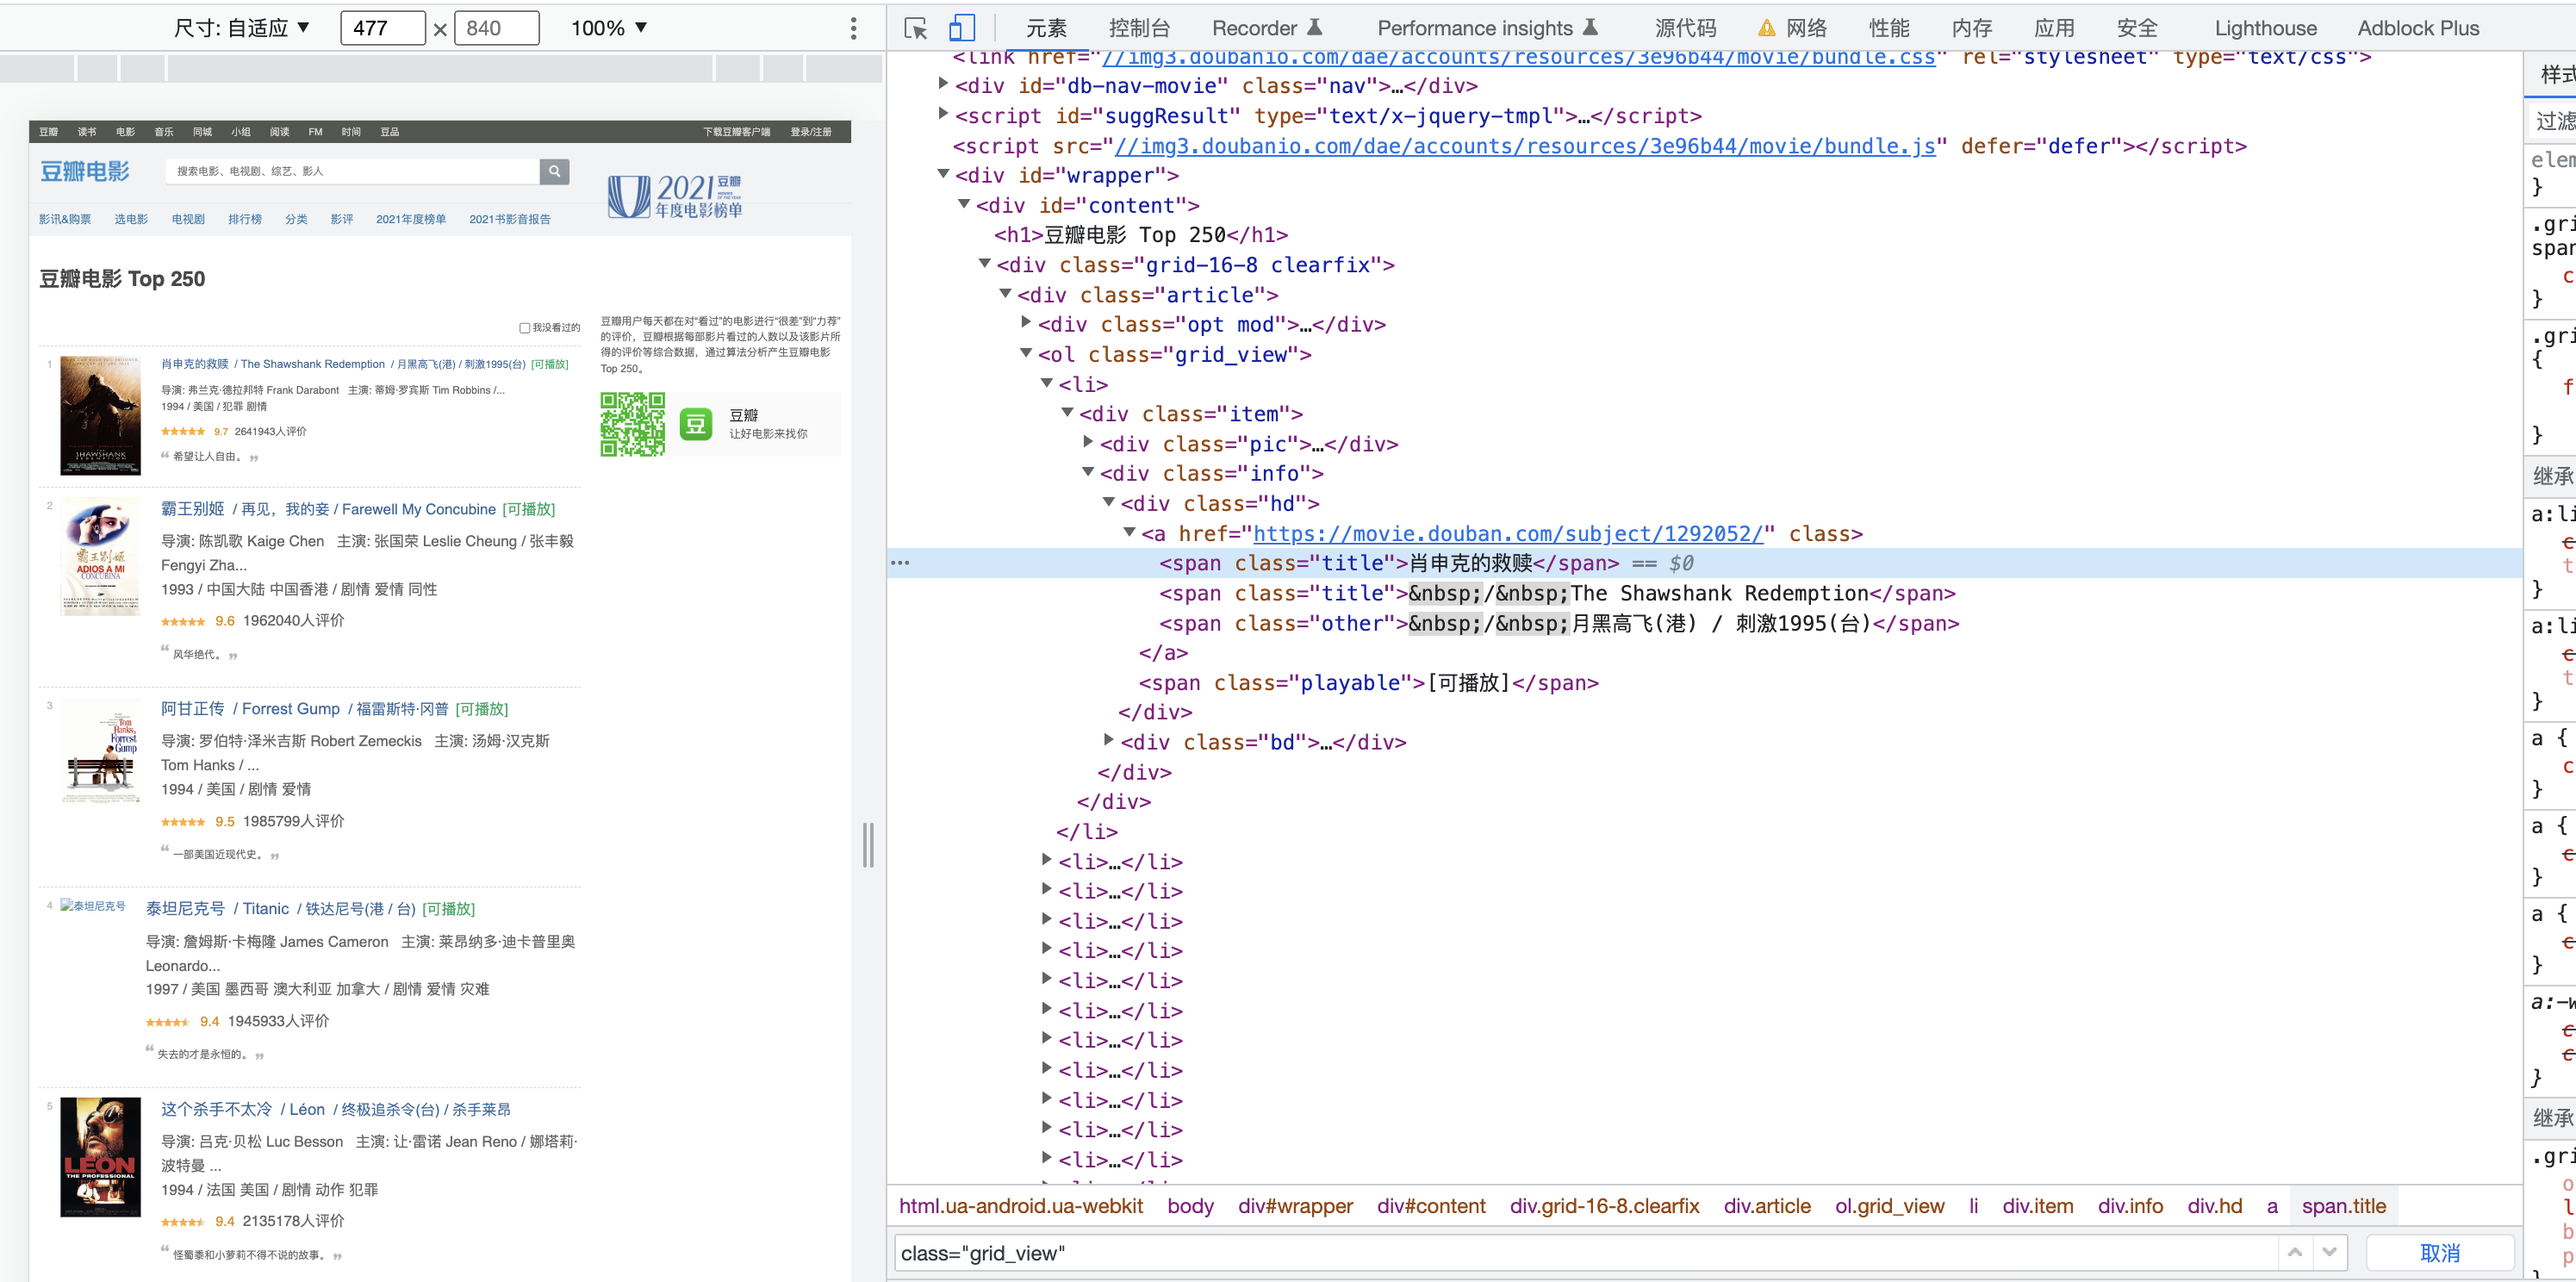 尺寸: 自适应 ▼ 477 × 840 100% ▼
豆瓣 读书 电影 音乐 同城 小组 阅读 FM 时间 豆品 下载豆瓣客户端 登录/注册
豆瓣电影 搜索电影、电视剧、综艺、影人
2021 豆瓣
年度电影榜单
影讯&购票 选电影 电视剧 排行榜 分类 影评 2021年度榜单 2021书影音报告
豆瓣电影 Top 250
我没看过的
1
肖申克的救赎 / The Shawshank Redemption / 月黑高飞(港) / 刺激1995(台) [可播放]
导演: 弗兰克·德拉邦特 Frank Darabont 主演: 蒂姆·罗宾斯 Tim Robbins /...
1994 / 美国 / 犯罪 剧情
9.7 2641943人评价
“ 希望让人自由。 ”
SHAWSHANK
2
霸王别姬 / 再见，我的妾 / Farewell My Concubine [可播放]
导演: 陈凯歌 Kaige Chen 主演: 张国荣 Leslie Cheung / 张丰毅
Fengyi Zha...
1993 / 中国大陆 中国香港 / 剧情 爱情 同性
9.6 1962040人评价
“ 风华绝代。 ”
霸王别姬
ADIOS A MI
CONCUBINA
3
阿甘正传 / Forrest Gump / 福雷斯特·冈普 [可播放]
导演: 罗伯特·泽米吉斯 Robert Zemeckis 主演: 汤姆·汉克斯
Tom Hanks / ...
1994 / 美国 / 剧情 爱情
9.5 1985799人评价
“ 一部美国近现代史。 ”
Tom
Hanks
Forrest
Gump
4
泰坦尼克号
泰坦尼克号 / Titanic / 铁达尼号(港 / 台) [可播放]
导演: 詹姆斯·卡梅隆 James Cameron 主演: 莱昂纳多·迪卡普里奥
Leonardo...
1997 / 美国 墨西哥 澳大利亚 加拿大 / 剧情 爱情 灾难
9.4 1945933人评价
“ 失去的才是永恒的。 ”
5
这个杀手不太冷 / Léon / 终极追杀令(台) / 杀手莱昂
导演: 吕克·贝松 Luc Besson 主演: 让·雷诺 Jean Reno / 娜塔莉·
波特曼 ...
1994 / 法国 美国 / 剧情 动作 犯罪
9.4 2135178人评价
“ 怪蜀黍和小萝莉不得不说的故事。 ”
LEON
THE PROFESSIONAL
豆瓣用户每天都在对“看过”的电影进行“很差”到“力荐”
的评价，豆瓣根据每部影片看过的人数以及该影片所
得的评价等综合数据，通过算法分析产生豆瓣电影
Top 250。
豆 豆瓣
让好电影来找你
元素 控制台 Recorder Performance insights 源代码 网络 性能 内存 应用 安全 Lighthouse Adblock Plus
<link href="//img3.doubanio.com/dae/accounts/resources/3e96b44/movie/bundle.css" rel="stylesheet" type="text/css">
<div id="db-nav-movie" class="nav">…</div>
<script id="suggResult" type="text/x-jquery-tmpl">…</script>
<script src="//img3.doubanio.com/dae/accounts/resources/3e96b44/movie/bundle.js" defer="defer"></script>
<div id="wrapper">
<div id="content">
<h1>豆瓣电影 Top 250</h1>
<div class="grid-16-8 clearfix">
<div class="article">
<div class="opt mod">…</div>
<ol class="grid_view">
<li>
<div class="item">
<div class="pic">…</div>
<div class="info">
<div class="hd">
<a href="https://movie.douban.com/subject/1292052/" class>
<span class="title">肖申克的救赎</span> == $0
<span class="title">&nbsp;/&nbsp;The Shawshank Redemption</span>
<span class="other">&nbsp;/&nbsp;月黑高飞(港) / 刺激1995(台)</span>
</a>
<span class="playable">[可播放]</span>
</div>
<div class="bd">…</div>
</div>
</div>
</li>
<li>…</li>
<li>…</li>
<li>…</li>
<li>…</li>
<li>…</li>
<li>…</li>
<li>…</li>
<li>…</li>
<li>…</li>
<li>…</li>
<li>…</li>
html.ua-android.ua-webkit body div#wrapper div#content div.grid-16-8.clearfix div.article ol.grid_view li div.item div.info div.hd a span.title
class="grid_view" 取消
样式
过滤
elem
}
.gri
span
c
}
.gri
{
f
}
继承
a:li
c
t
}
a:li
c
t
}
a {
c
}
a {
c
}
a {
c
}
a:-w
c
c
}
继承
.gri
o
l
b
p